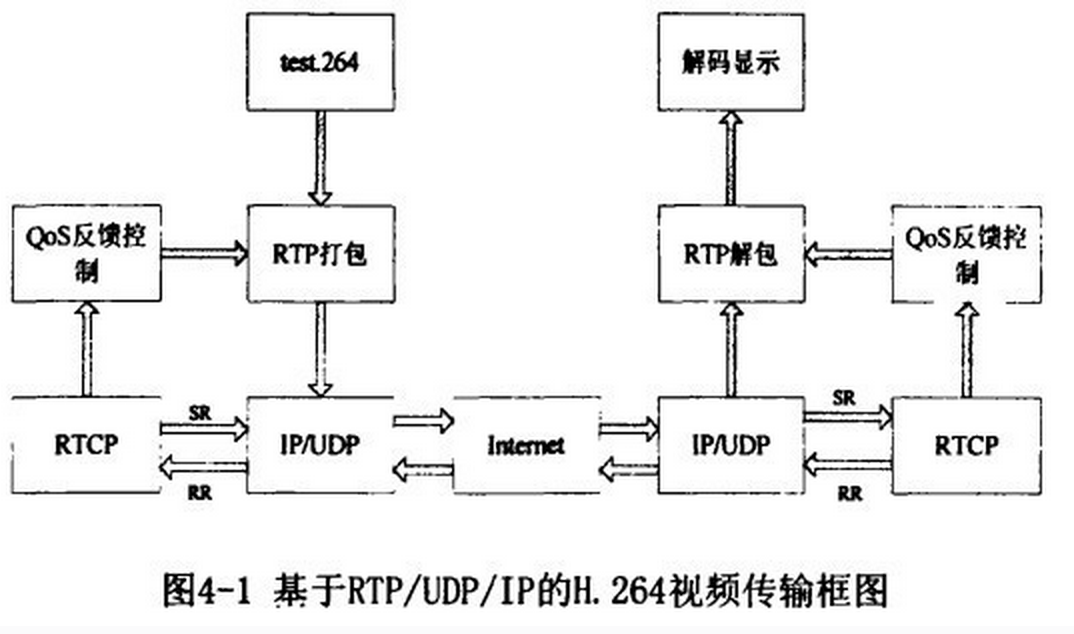 test.264
解码显示
QoS反馈控
制
RTP打包
RTP解包
QoS反馈控
制
SR
SR
RTCP
IP/UDP
Internet
IP/UDP
RTCP
RR
RR
图4-1 基于RTP/UDP/IP的H.264视频传输框图